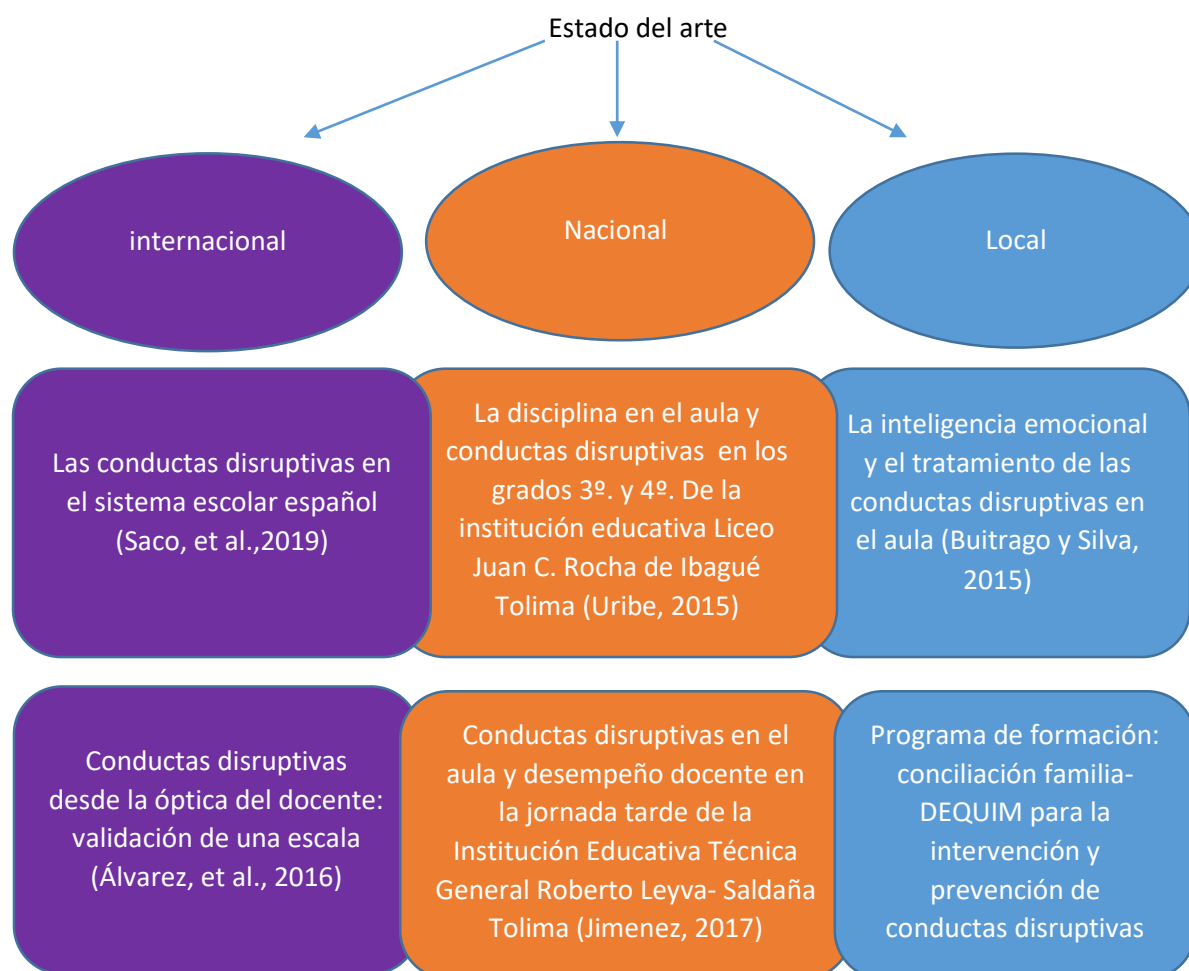 Estado del arte
internacional
Nacional
Local
Las conductas disruptivas en
el sistema escolar español
(Saco, et al.,2019)
La disciplina en el aula y
conductas disruptivas  en los
grados 3º. y 4º. De la
institución educativa Liceo
Juan C. Rocha de Ibagué
Tolima (Uribe, 2015)
La inteligencia emocional
y el tratamiento de las
conductas disruptivas en
el aula (Buitrago y Silva,
2015)
Conductas disruptivas
desde la óptica del docente:
validación de una escala
(Álvarez, et al., 2016)
Conductas disruptivas en el
aula y desempeño docente en
la jornada tarde de la
Institución Educativa Técnica
General Roberto Leyva- Saldaña
Tolima (Jimenez, 2017)
Programa de formación:
conciliación familia-
DEQUIM para la
intervención y
prevención de
conductas disruptivas